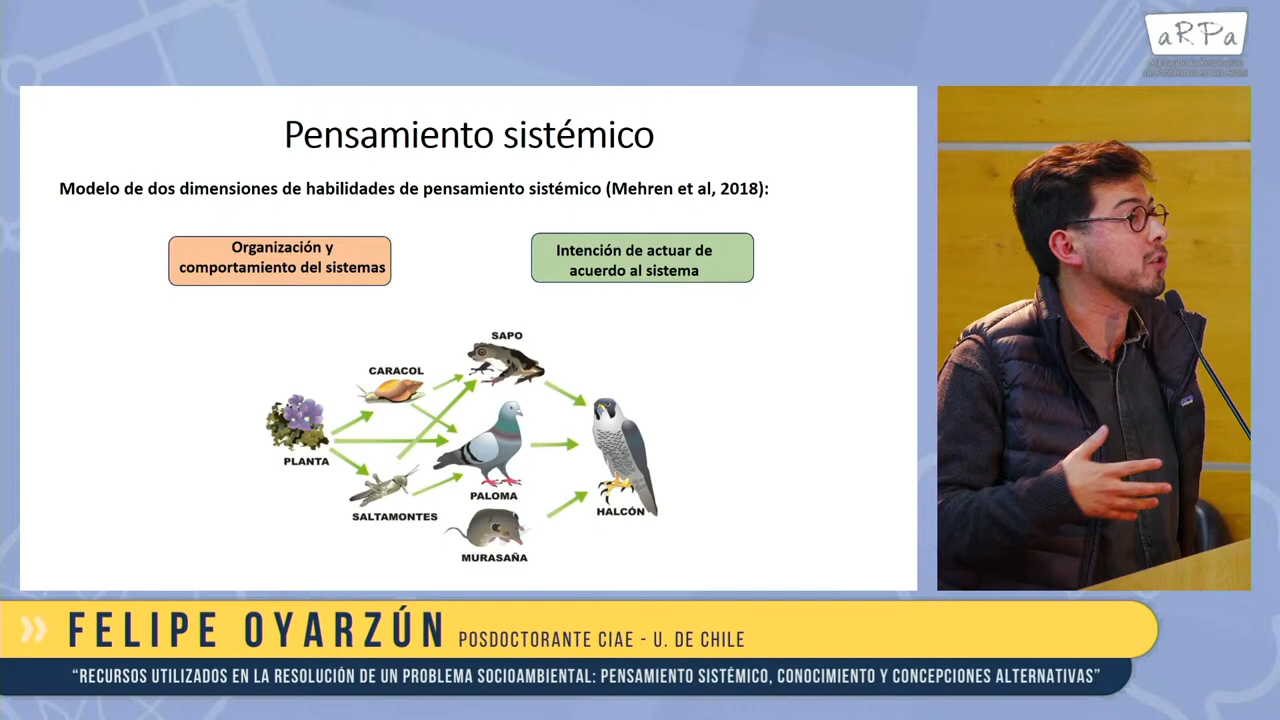 aRPa
Pensamiento sistémico
Modelo de dos dimensiones de habilidades de pensamiento sistémico (Mehren et al, 2018):
Organización y
comportamiento del sistemas
Intención de actuar de
acuerdo al sistema
SAPO
CARACOL
PLANTA
PALOMA
SALTAMONTES
HALCÓN
MURASAÑA
FELIPE OYARZÚN POSDOCTORANTE CIAE - U. DE CHILE
“RECURSOS UTILIZADOS EN LA RESOLUCIÓN DE UN PROBLEMA SOCIOAMBIENTAL: PENSAMIENTO SISTÉMICO, CONOCIMIENTO Y CONCEPCIONES ALTERNATIVAS”